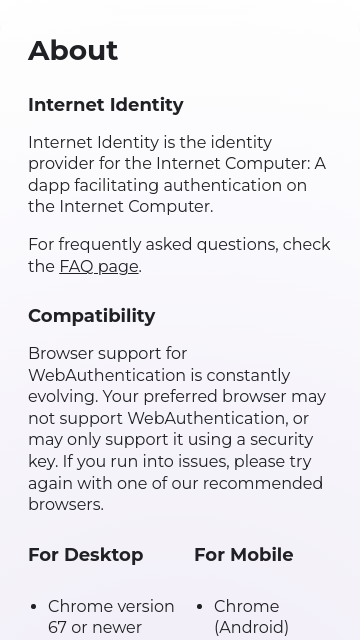 About
Internet Identity
Internet Identity is the identity
provider for the Internet Computer: A
dapp facilitating authentication on
the Internet Computer.
For frequently asked questions, check
the FAQ page.
Compatibility
Browser support for
WebAuthentication is constantly
evolving. Your preferred browser may
not support WebAuthentication, or
may only support it using a security
key. If you run into issues, please try
again with one of our recommended
browsers.
For Desktop
• Chrome version
67 or newer
For Mobile
• Chrome
(Android)